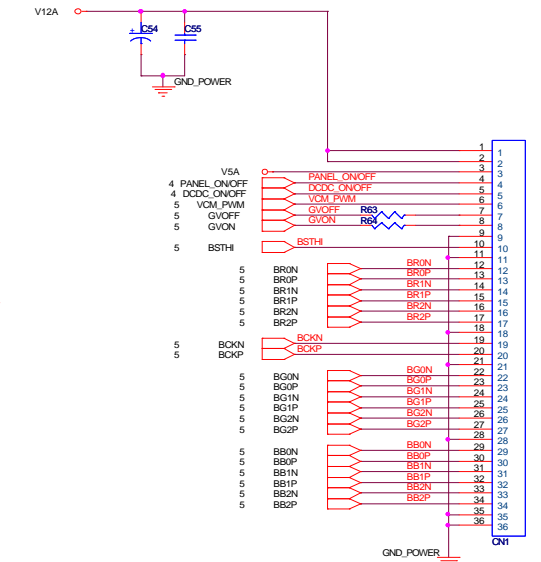 V12A
+ C54 C55
GND_POWER
1 1
2 2
V5A 3 3
4 PANEL_ON/OFF PANEL_ON/OFF 4 4
4 DCDC_ON/OFF DCDC_ON/OFF 5 5
5 VCM_PWM VCM_PWM 6 6
5 GVOFF GVOFF R63 7 7
5 GVON GVON R64 8 8
9 9
5 BSTHI BSTHI 10 10
11 11
5 BR0N BR0N 12 12
5 BR0P BR0P 13 13
5 BR1N BR1N 14 14
5 BR1P BR1P 15 15
5 BR2N BR2N 16 16
5 BR2P BR2P 17 17
18 18
5 BCKN BCKN 19 19
5 BCKP BCKP 20 20
21 21
5 BG0N BG0N 22 22
5 BG0P BG0P 23 23
5 BG1N BG1N 24 24
5 BG1P BG1P 25 25
5 BG2N BG2N 26 26
5 BG2P BG2P 27 27
28 28
5 BB0N BB0N 29 29
5 BB0P BB0P 30 30
5 BB1N BB1N 31 31
5 BB1P BB1P 32 32
5 BB2N BB2N 33 33
5 BB2P BB2P 34 34
35 35
36 36
CN1
GND_POWER